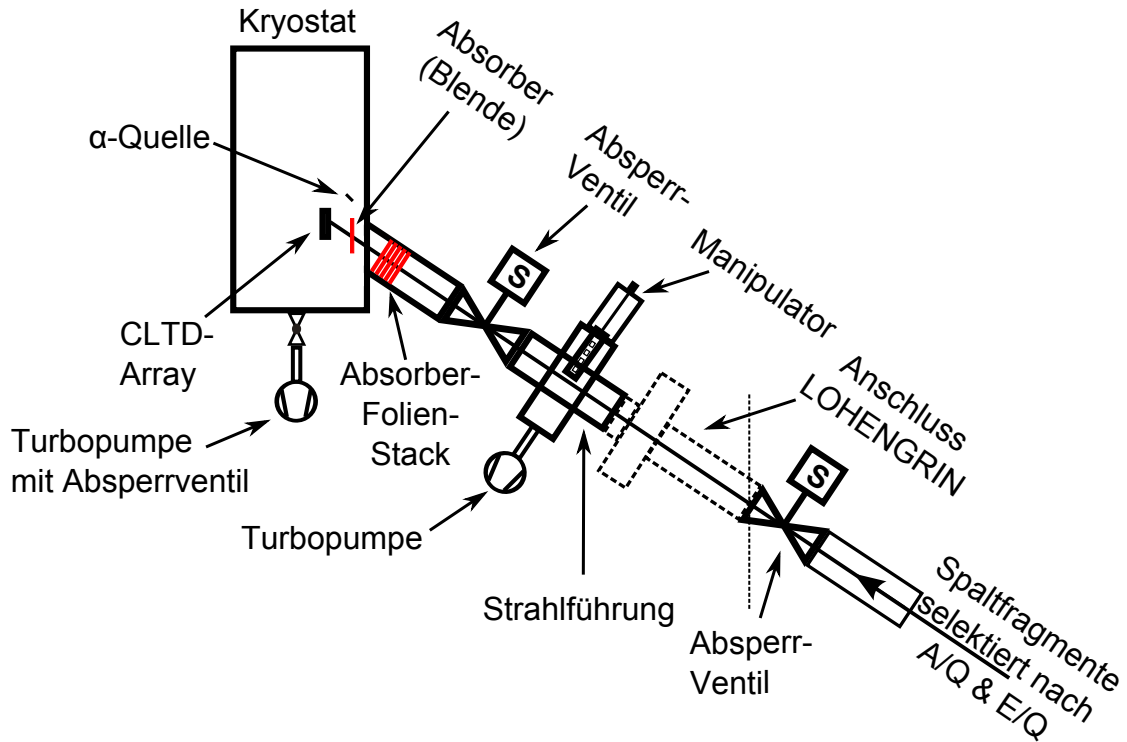 Kryostat
Absorber
(Blende)
α-Quelle
Absperr-
Ventil
S
Manipulator
CLTD-
Array
Absorber-
Folien-
Stack
Anschluss
LOHENGRIN
Turbopumpe
mit Absperrventil
S
Turbopumpe
Strahlführung
Absperr-
Ventil
Spaltfragmente
selektiert nach
A/Q & E/Q